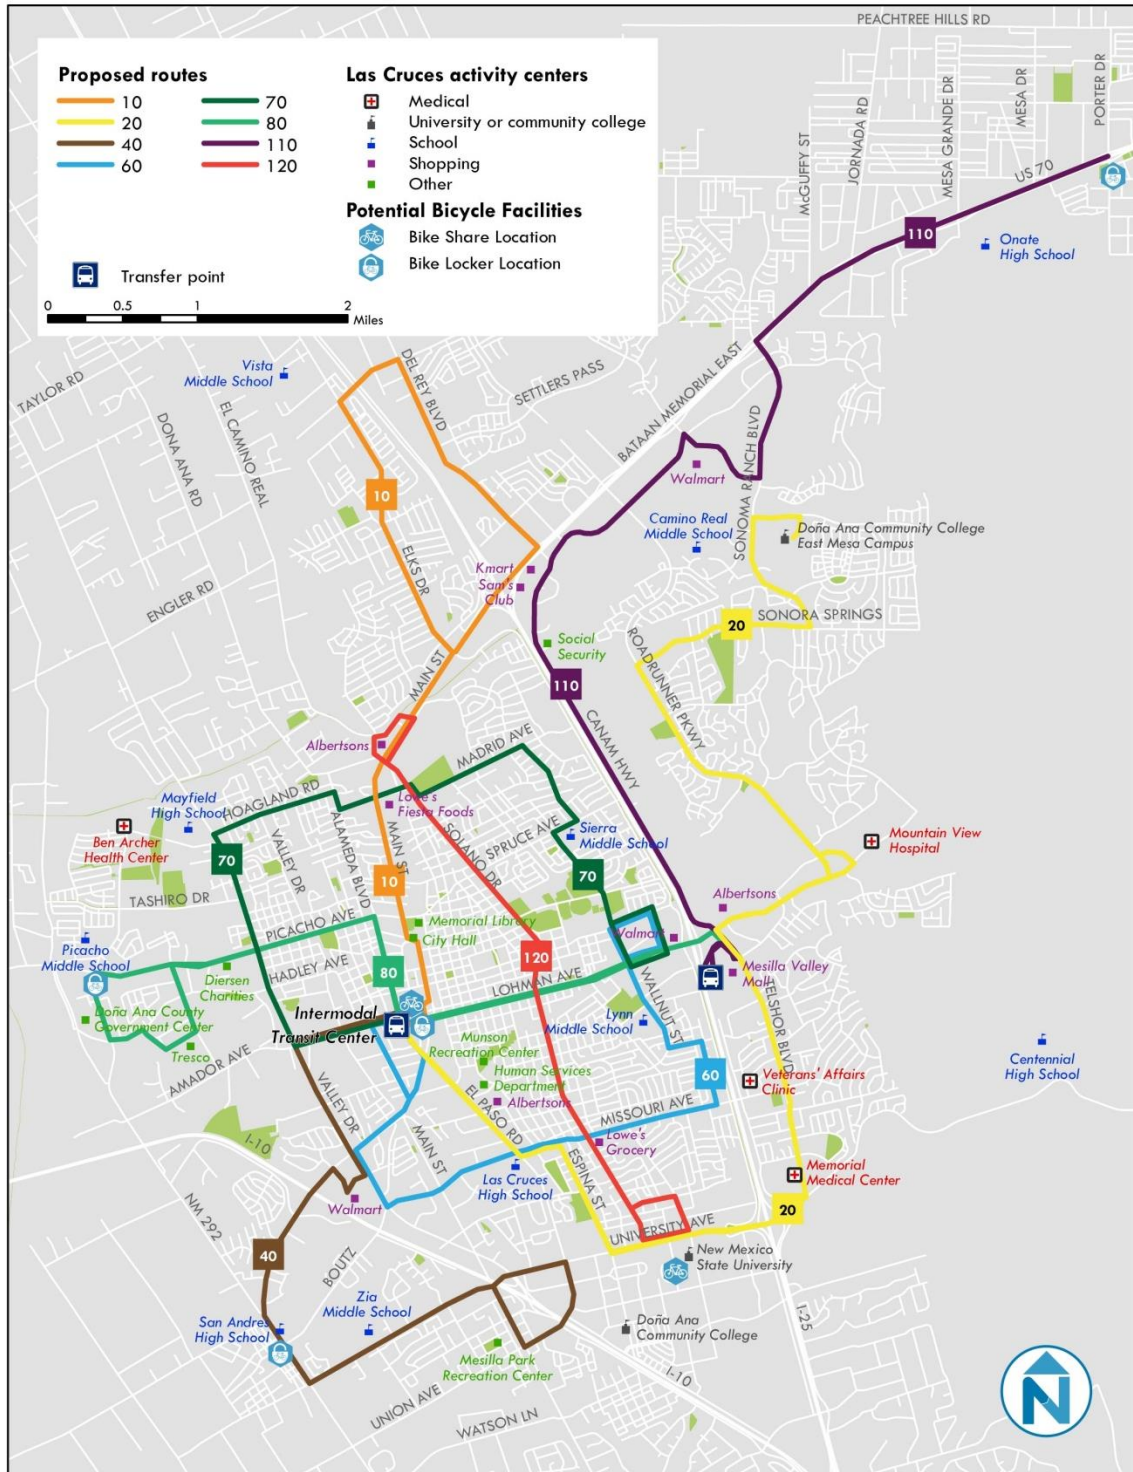 PEACHTREE HILLS RD
Proposed routes
10
20
40
60
70
80
110
120
Las Cruces activity centers
Medical
University or community college
School
Shopping
Other
Potential Bicycle Facilities
Bike Share Location
Bike Locker Location
Transfer point
0 0.5 1 2
Miles
McGUFFY ST
JORNADA RD
MESA GRANDE DR
MESA DR
PORTER DR
US 70
110
Onate
High School
Vista
Middle School
TAYLOR RD
DONA ANA RD
EL CAMINO REAL
DEL REY BLVD
SETTLERS PASS
BATAAN MEMORIAL EAST
SONOMA RANCH BLVD
Walmart
10
ELKS DR
Camino Real
Middle School
Doña Ana Community College
East Mesa Campus
Kmart
Sam's
Club
ENGLER RD
20
SONORA SPRINGS
ROADRUNNER PKWY
Social
Security
MAIN ST
110
CANAM HWY
Albertsons
MADRID AVE
HOAGLAND RD
Mayfield
High School
Lowe's
Fiesta Foods
Ben Archer
Health Center
VALLEY DR
ALAMEDA BLVD
MAIN ST
SOLANO DR
SPRUCE AVE
Sierra
Middle School
Mountain View
Hospital
70
70
10
TASHIRO DR
PICACHO AVE
Memorial Library
City Hall
Albertsons
Walmart
Picacho
Middle School
HADLEY AVE
Diersen
Charities
80
120
LOHMAN AVE
WALLNUT ST
Mesilla Valley
Mall
TELSHOR BLVD
Doña Ana County
Government Center
Tresco
Intermodal
Transit Center
Lynn
Middle School
Munson
Recreation Center
Human Services
Department
Albertsons
AMADOR AVE
VALLEY DR
EL PASO RD
60
Veterans' Affairs
Clinic
Centennial
High School
MISSOURI AVE
I-10
MAIN ST
Lowe's
Grocery
Las Cruces
High School
ESPINA ST
Memorial
Medical Center
Walmart
NM 292
20
UNIVERSITY AVE
40
BOUTZ
New Mexico
State University
Zia
Middle School
San Andres
High School
Doña Ana
Community College
I-25
Mesilla Park
Recreation Center
I-10
UNION AVE
WATSON LN
N